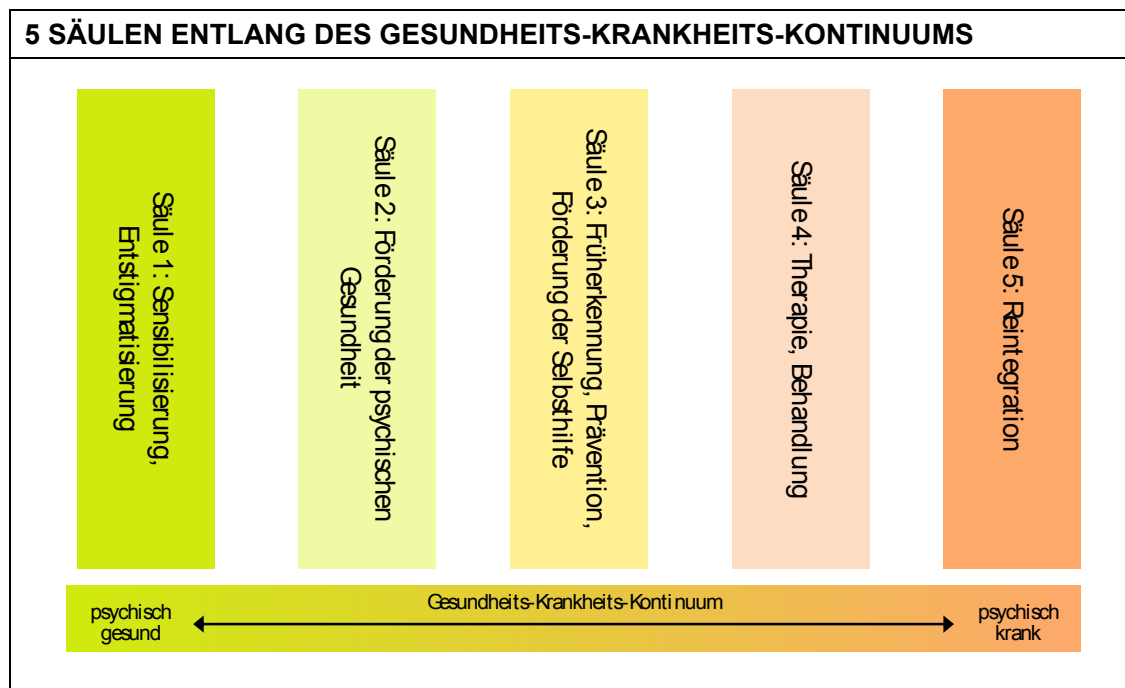 5 SÄULEN ENTLANG DES GESUNDHEITS-KRANKHEITS-KONTINUUMS
Säule 1: Sensibilisierung,
Entstigmatisierung
Säule 2: Förderung der psychischen
Gesundheit
Säule 3: Früherkennung, Prävention,
Förderung der Selbsthilfe
Säule 4: Therapie, Behandlung
Säule 5: Reintegration
psychisch
gesund
Gesundheits-Krankheits-Kontinuum
psychisch
krank